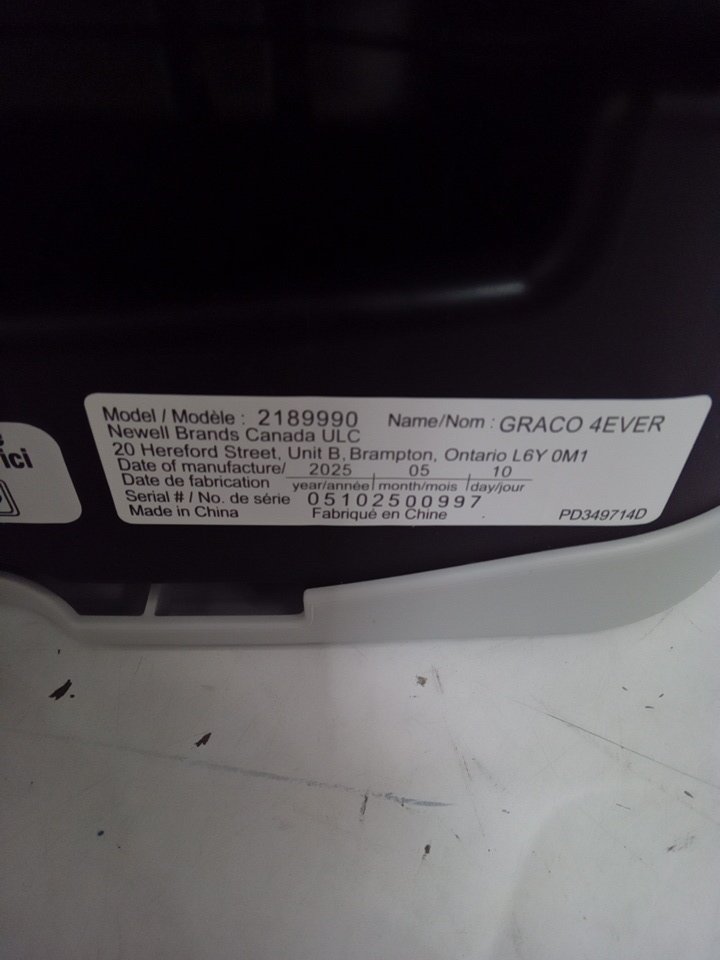 Model / Modèle : 2189990 Name/Nom : GRACO 4EVER
Newell Brands Canada ULC
20 Hereford Street, Unit B, Brampton, Ontario L6Y 0M1
Date of manufacture/ 2025 05 10
Date de fabrication year/année month/mois day/jour
Serial # / No. de série 05102500997
Made in China Fabriqué en Chine PD349714D
ici